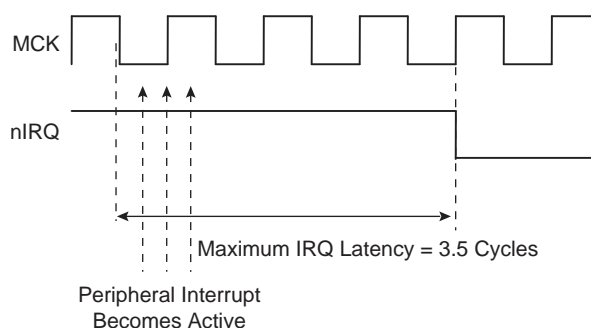 MCK
nIRQ
Maximum IRQ Latency = 3.5 Cycles
Peripheral Interrupt
Becomes Active